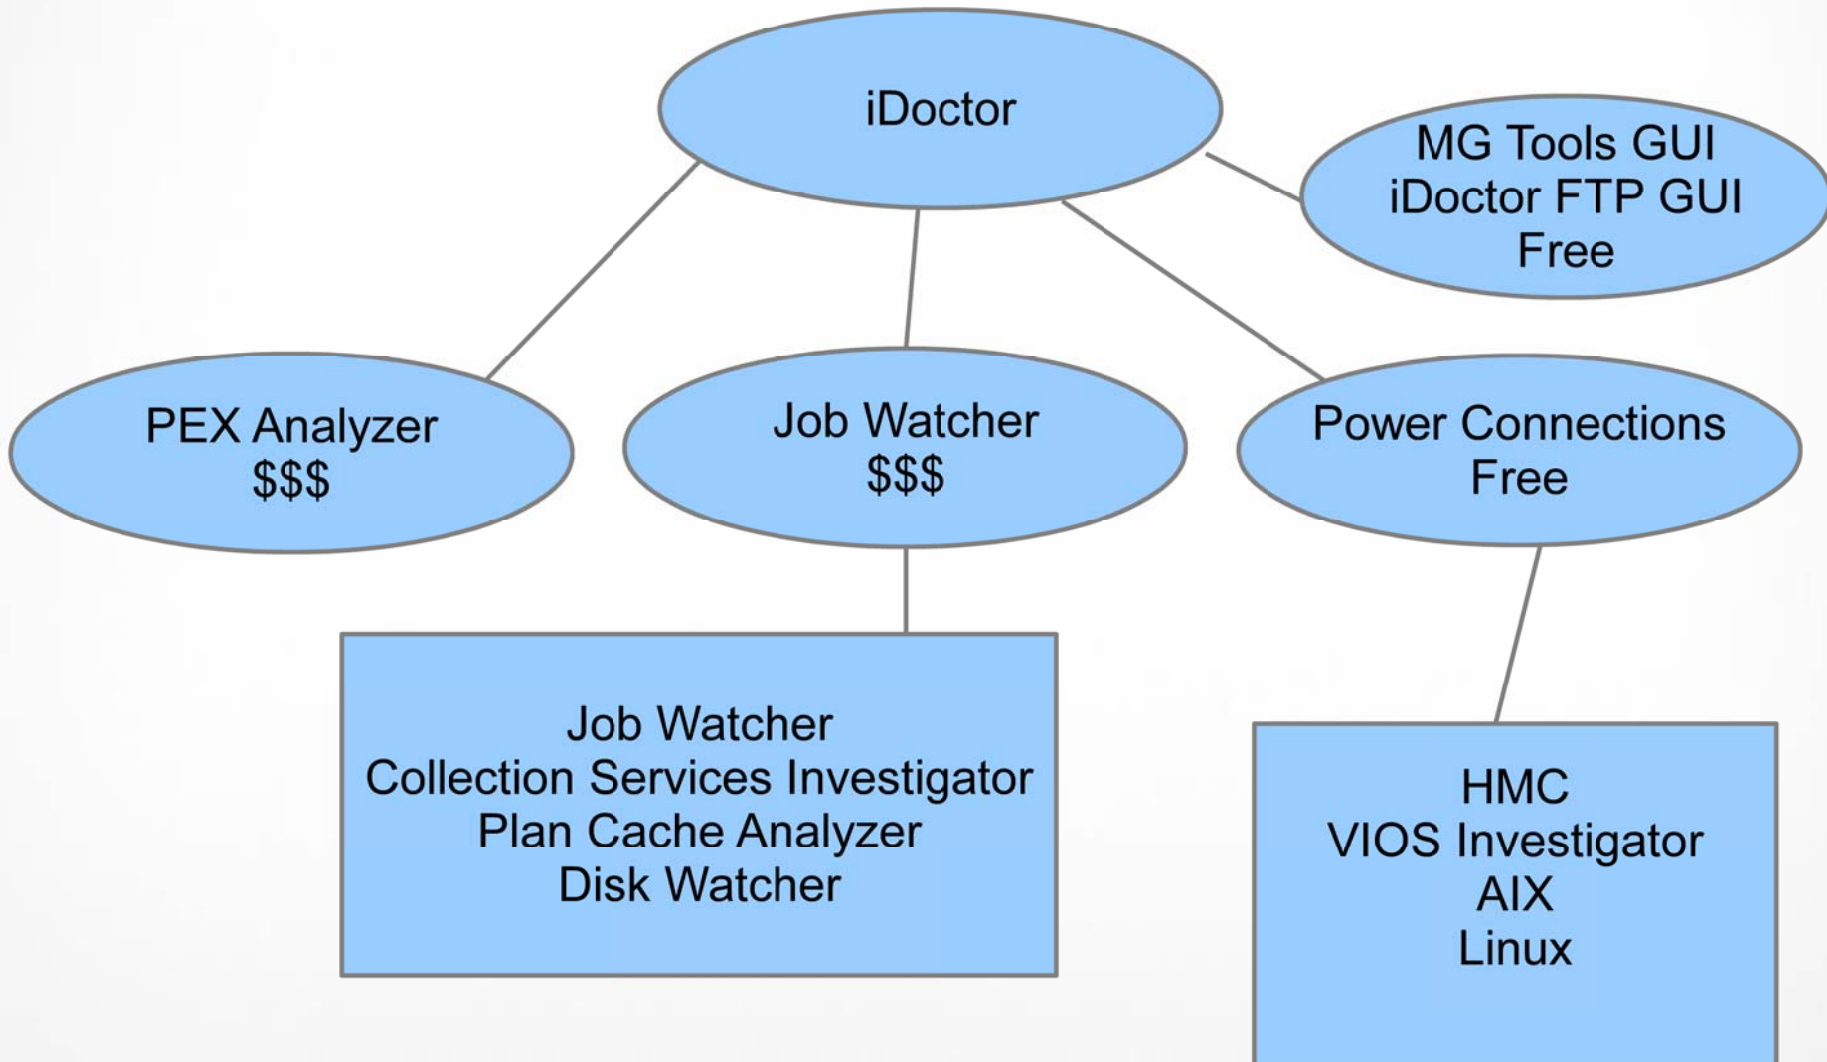 iDoctor
MG Tools GUI
iDoctor FTP GUI
Free
PEX Analyzer
$$$
Job Watcher
$$$
Power Connections
Free
Job Watcher
Collection Services Investigator
Plan Cache Analyzer
Disk Watcher
HMC
VIOS Investigator
AIX
Linux